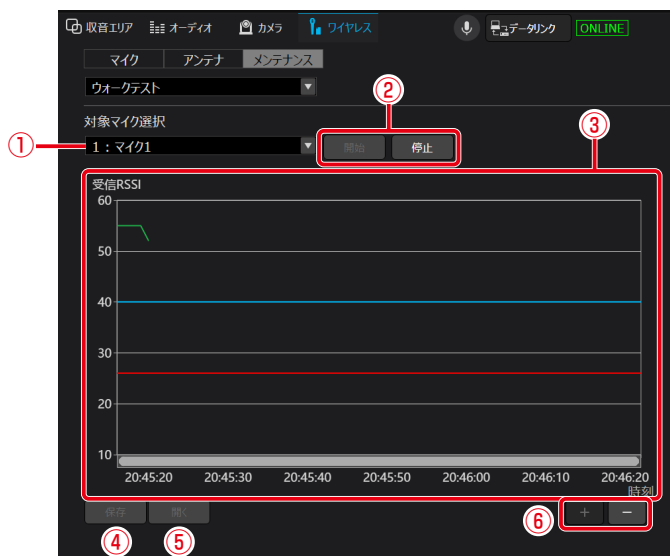 収音エリア オーディオ カメラ ワイヤレス データリンク ONLINE
マイク アンテナ メンテナンス
ウォークテスト
②
対象マイク選択
③
①
1：マイク1 開始 停止
受信RSSI
60
50
40
30
20
10
20:45:20 20:45:30 20:45:40 20:45:50 20:46:00 20:46:10 20:46:20
時刻
保存 開く + −
④ ⑤ ⑥